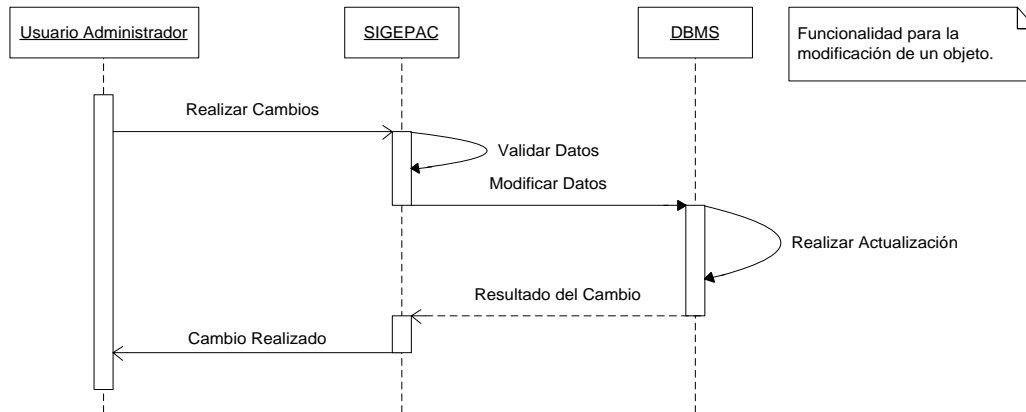 Usuario Administrador
SIGEPAC
DBMS
Funcionalidad para la
modificación de un objeto.
Realizar Cambios
Validar Datos
Modificar Datos
Realizar Actualización
Resultado del Cambio
Cambio Realizado